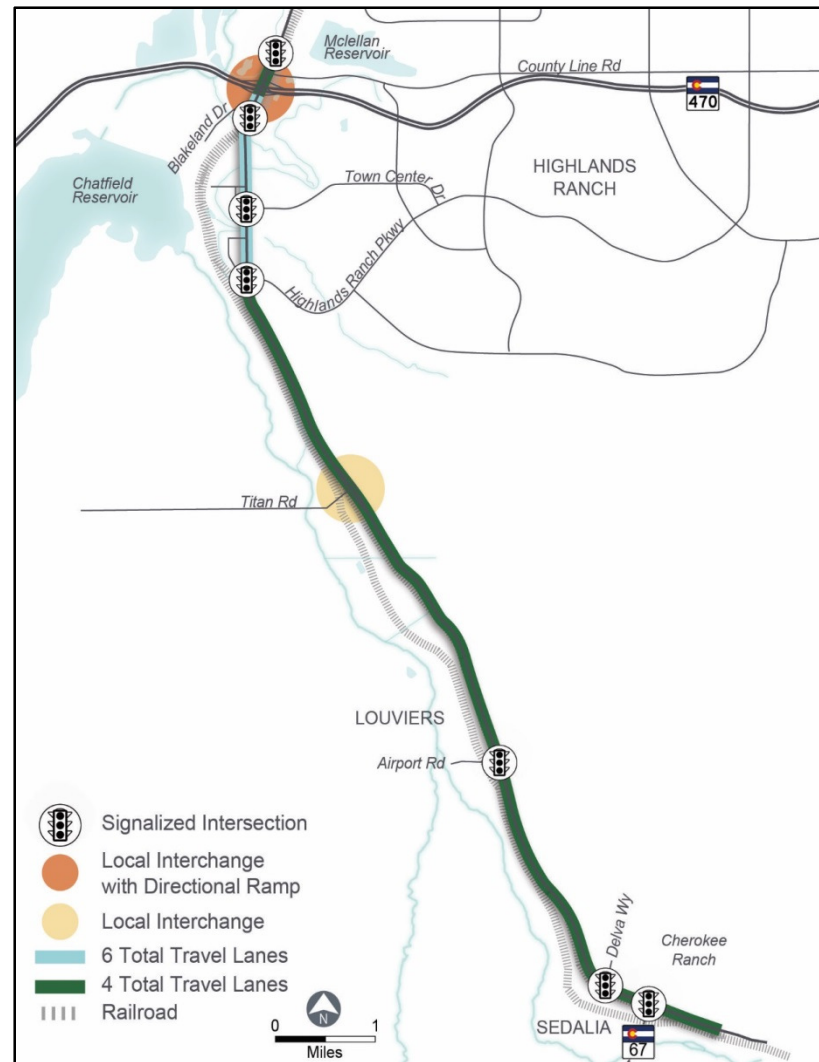 Mclellan
Reservoir
County Line Rd
470
Blakeland Dr
Chatfield
Reservoir
Town Center Dr
HIGHLANDS
RANCH
Highlands Ranch Pkwy
Titan Rd
LOUVIERS
Airport Rd
Delva Wy
Cherokee
Ranch
SEDALIA
67
Signalized Intersection
Local Interchange
with Directional Ramp
Local Interchange
6 Total Travel Lanes
4 Total Travel Lanes
Railroad
N
0 1
Miles